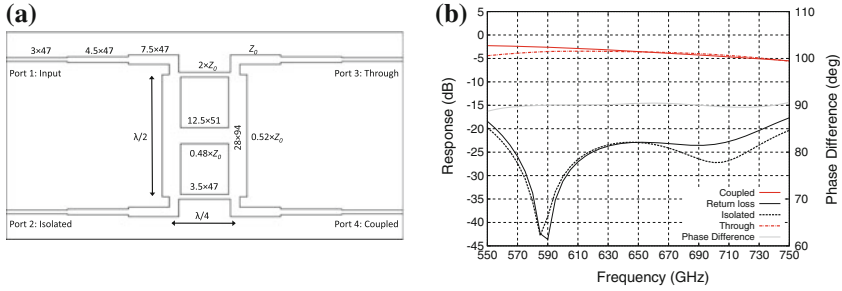 (a)
3×47
4.5×47
7.5×47
Z0
2×Z0
Port 1: Input
Port 3: Through
λ/2
12.5×51
28×94
0.52×Z0
0.48×Z0
3.5×47
λ/4
Port 2: Isolated
Port 4: Coupled
(b)
Response (dB)
5
0
-5
-10
-15
-20
-25
-30
-35
-40
-45
110
100
90
80
70
60
Phase Difference (deg)
Coupled
Return loss
Isolated
Through
Phase Difference
550 570 590 610 630 650 670 690 710 730 750
Frequency (GHz)